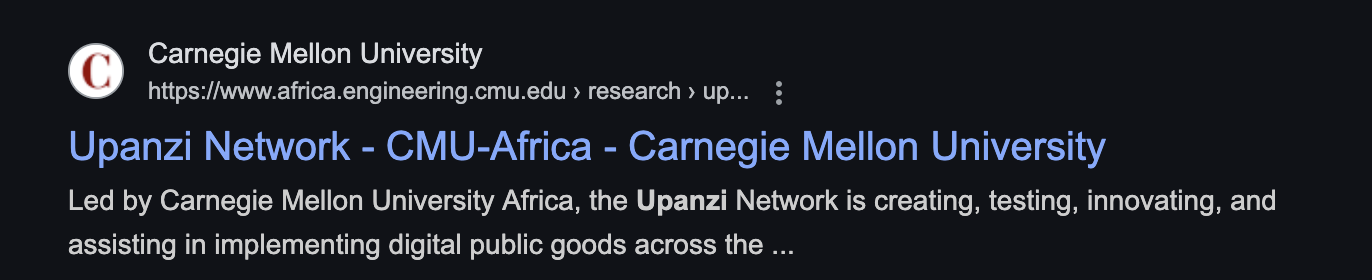 C
Carnegie Mellon University
https://www.africa.engineering.cmu.edu › research › up...
Upanzi Network - CMU-Africa - Carnegie Mellon University
Led by Carnegie Mellon University Africa, the Upanzi Network is creating, testing, innovating, and
assisting in implementing digital public goods across the ...